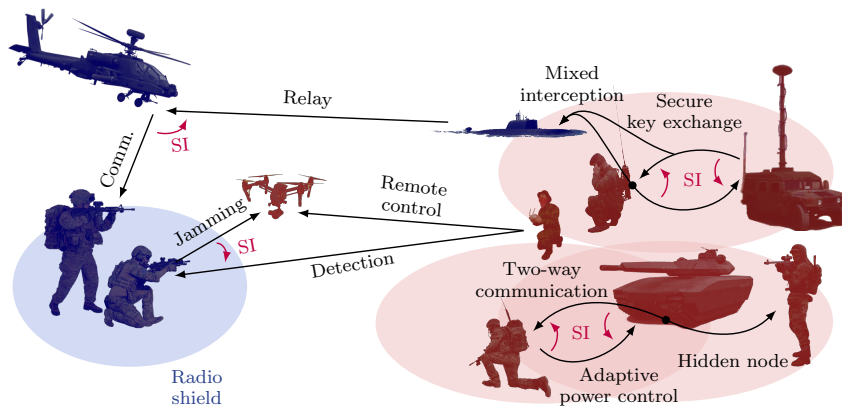 Relay
Mixed
interception
Secure
key exchange
SI
Comm.
SI
Jamming
SI
Remote
control
Detection
Two-way
communication
SI
Hidden node
Adaptive
power control
Radio
shield